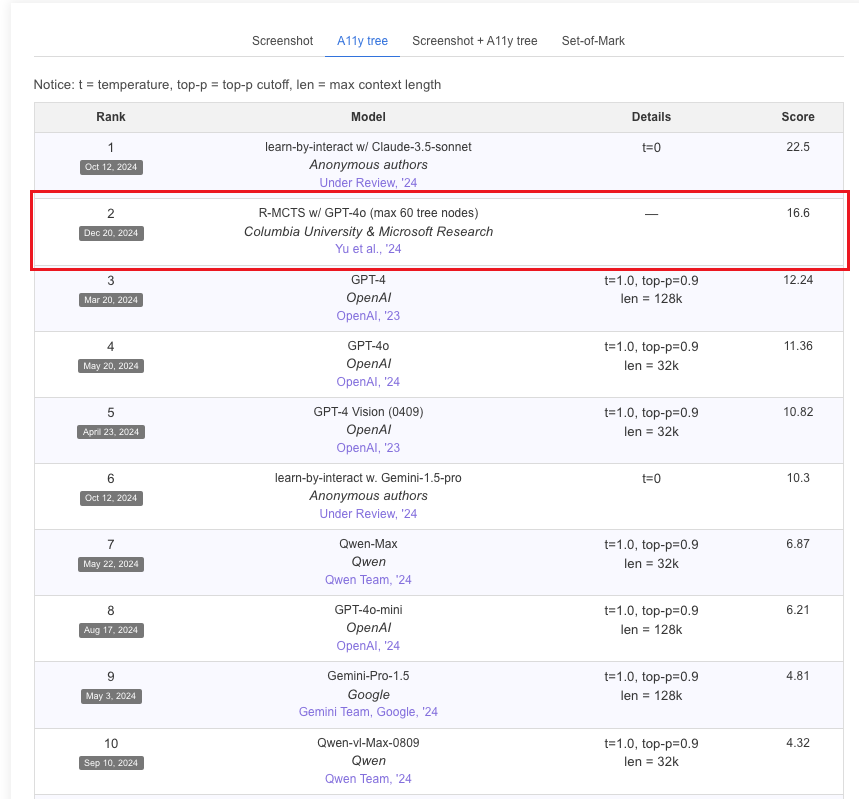 Screenshot A11y tree Screenshot + A11y tree Set-of-Mark
Notice: t = temperature, top-p = top-p cutoff, len = max context length
Rank Model Details Score
1 learn-by-interact w/ Claude-3.5-sonnet t=0 22.5
Oct 12, 2024 Anonymous authors
Under Review, '24
2 R-MCTS w/ GPT-4o (max 60 tree nodes) — 16.6
Dec 20, 2024 Columbia University & Microsoft Research
Yu et al., '24
3 GPT-4 t=1.0, top-p=0.9 12.24
Mar 20, 2024 OpenAI len = 128k
OpenAI, '23
4 GPT-4o t=1.0, top-p=0.9 11.36
May 20, 2024 OpenAI len = 32k
OpenAI, '24
5 GPT-4 Vision (0409) t=1.0, top-p=0.9 10.82
April 23, 2024 OpenAI len = 32k
OpenAI, '23
6 learn-by-interact w. Gemini-1.5-pro t=0 10.3
Oct 12, 2024 Anonymous authors
Under Review, '24
7 Qwen-Max t=1.0, top-p=0.9 6.87
May 22, 2024 Qwen len = 32k
Qwen Team, '24
8 GPT-4o-mini t=1.0, top-p=0.9 6.21
Aug 17, 2024 OpenAI len = 128k
OpenAI, '24
9 Gemini-Pro-1.5 t=1.0, top-p=0.9 4.81
May 3, 2024 Google len = 128k
Gemini Team, Google, '24
10 Qwen-vl-Max-0809 t=1.0, top-p=0.9 4.32
Sep 10, 2024 Qwen len = 32k
Qwen Team, '24